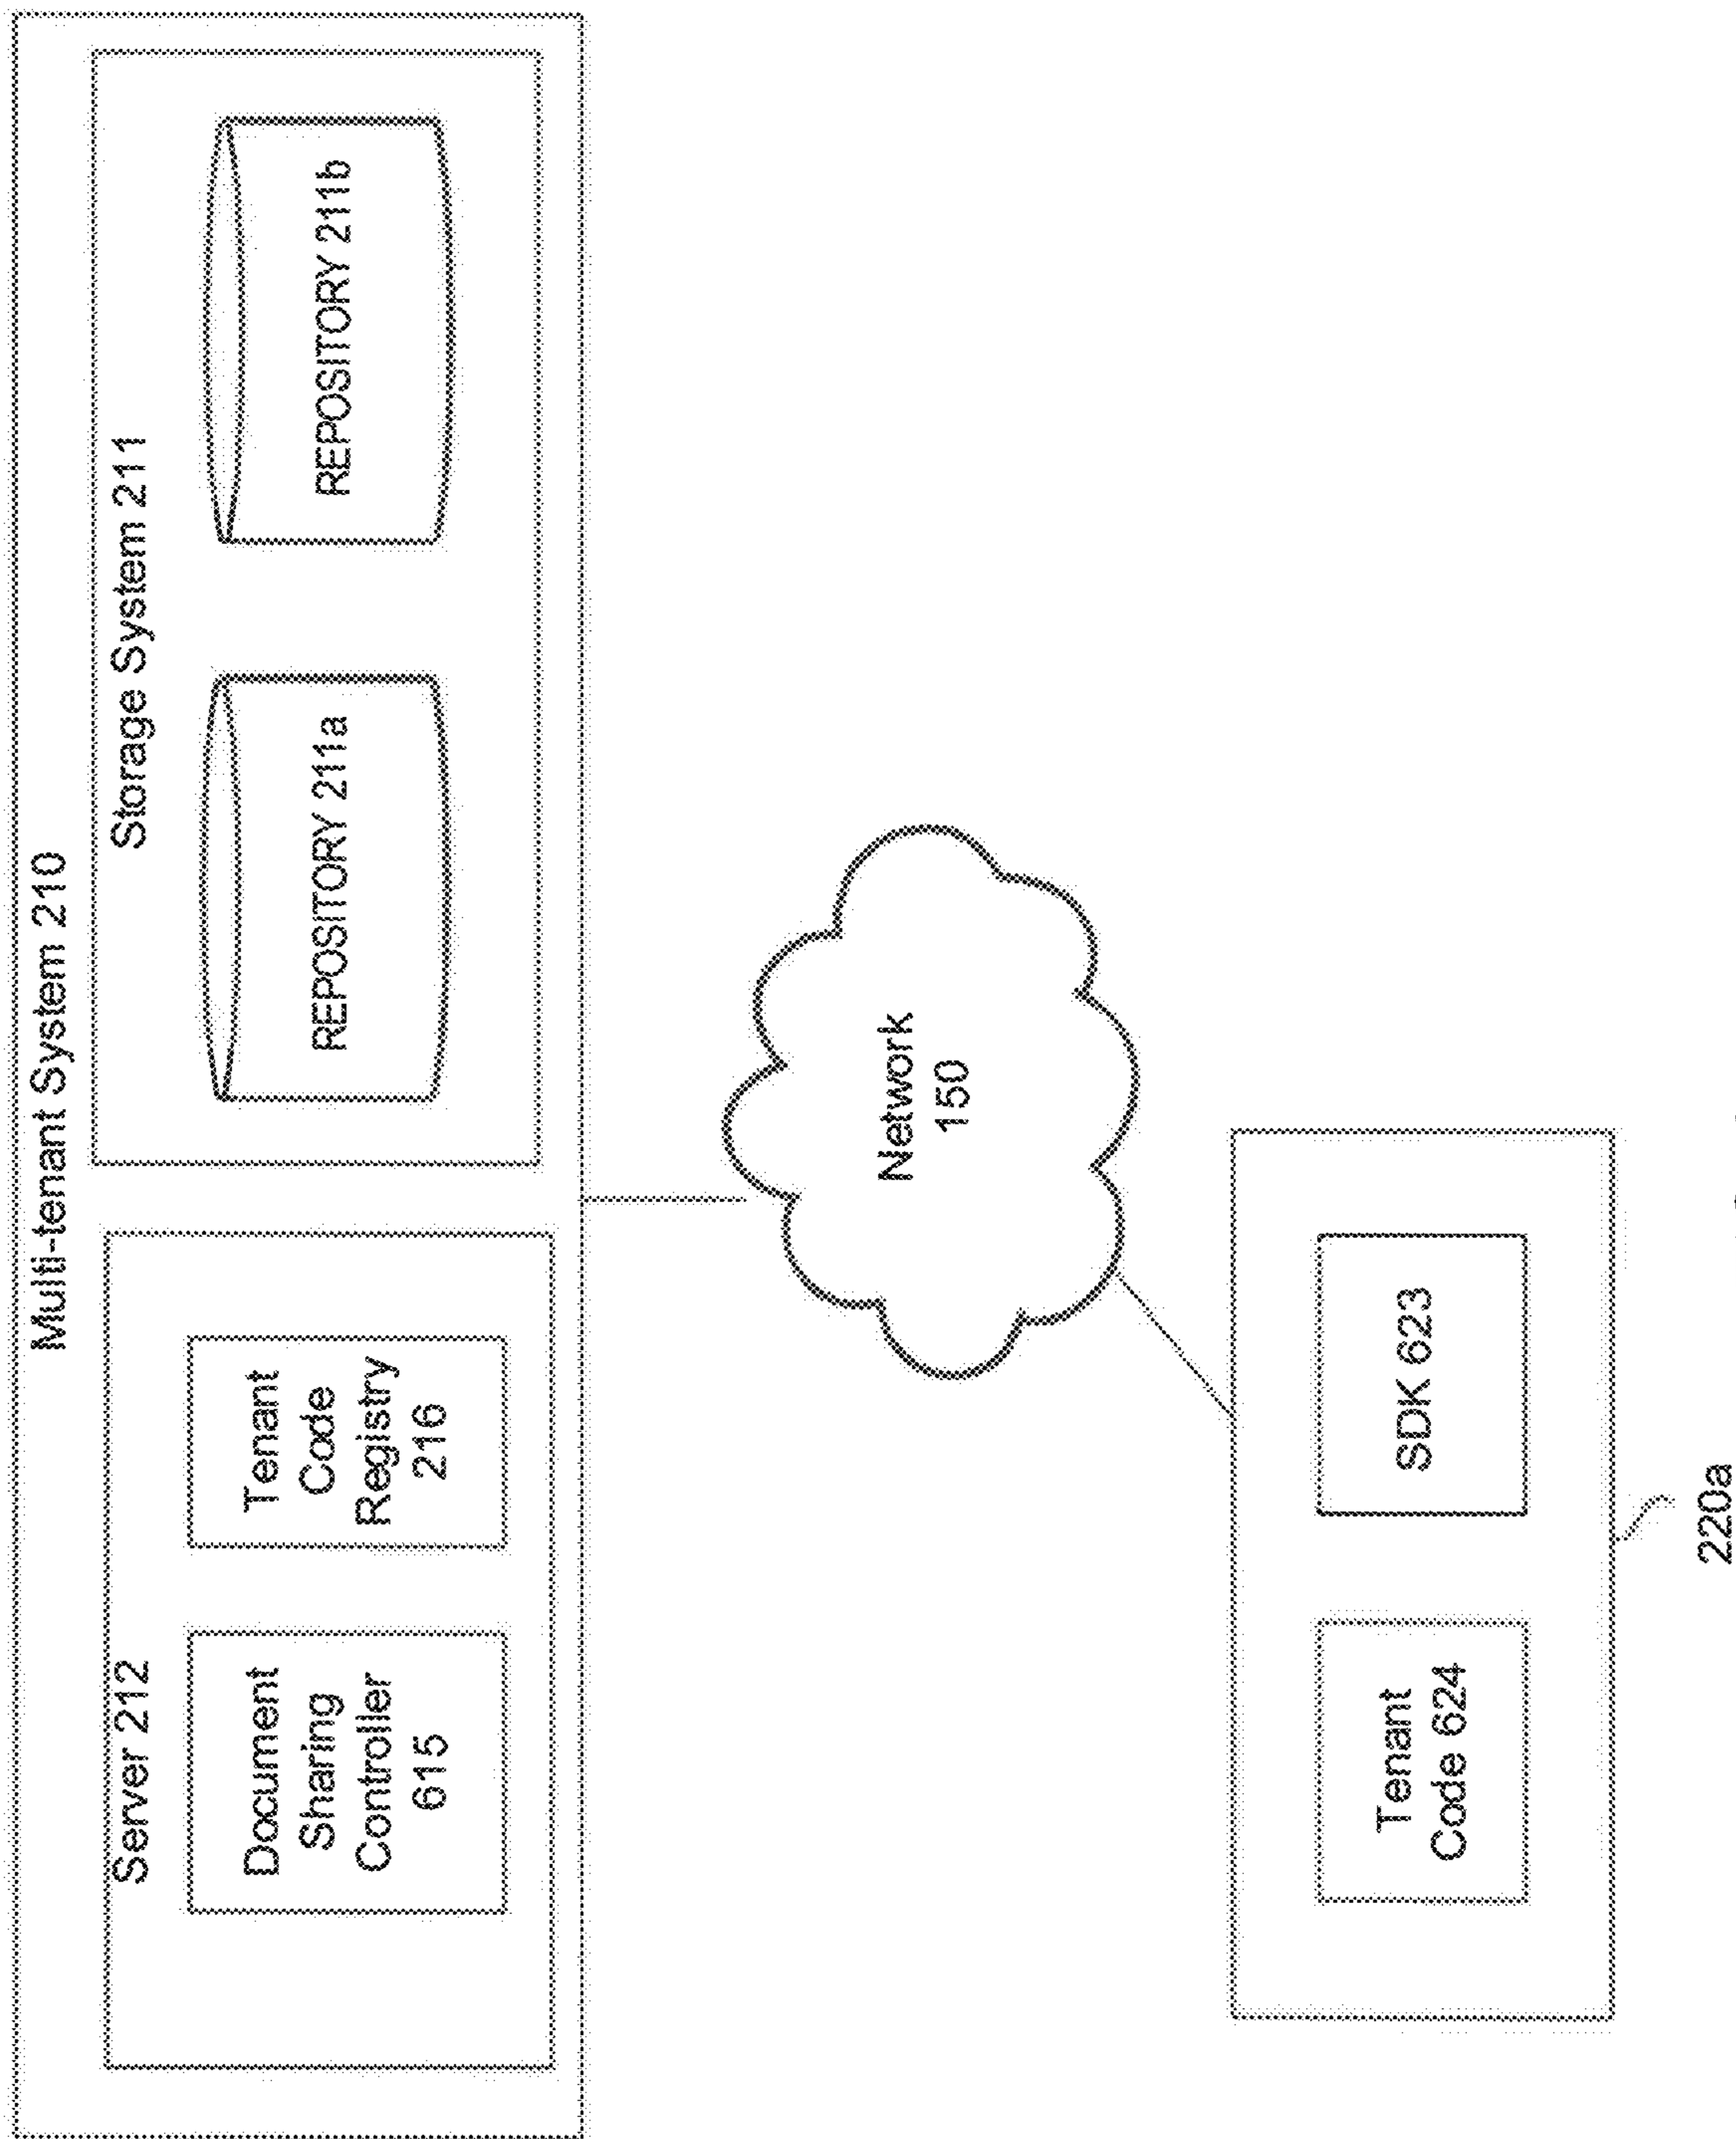 Multi-tenant System 210
Server 212
Document
Sharing
Controller
615
Tenant
Code
Registry
216
Storage System 211
REPOSITORY 211a
REPOSITORY 211b
Network
150
Tenant
Code 624
SDK 623
220a